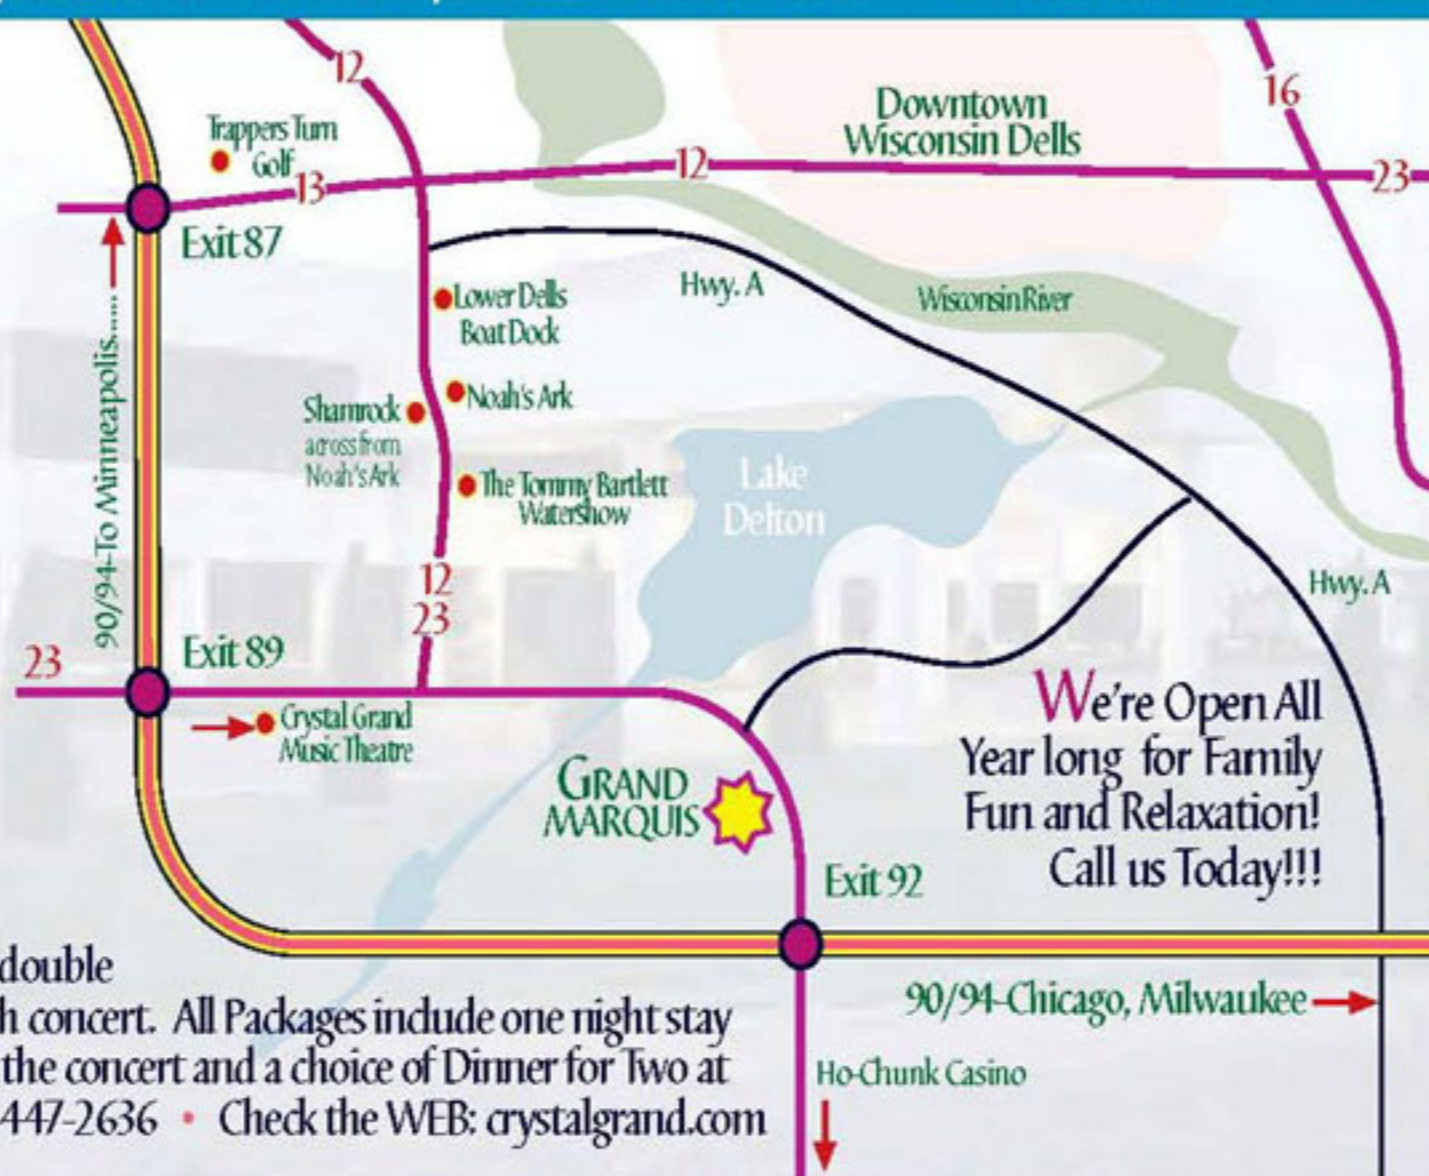 12
16
Downtown
Wisconsin Dells
Trappers Turn
Golf
13
12
23
Exit 87
Hwy. A
Lower Dells
Boat Dock
Wisconsin River
90/94-To Minneapolis.....
Noah's Ark
Shamrock
across from
Noah's Ark
The Tommy Bartlett
Watershow
Lake
Delton
12
23
Hwy. A
Exit 89
23
Crystal Grand
Music Theatre
We're Open All
Year long for Family
Fun and Relaxation!
Call us Today!!!
GRAND
MARQUIS
Exit 92
double
h concert. All Packages include one night stay
the concert and a choice of Dinner for Two at
447-2636 • Check the WEB: crystalgrand.com
90/94-Chicago, Milwaukee
Ho-Chunk Casino